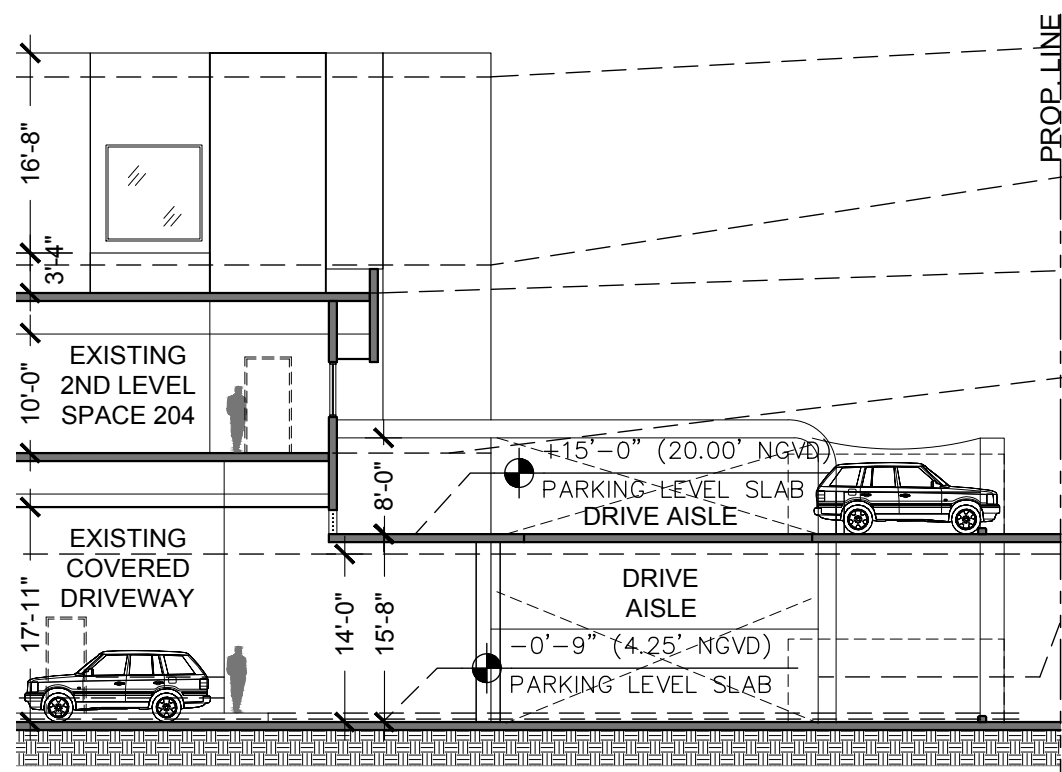 PROP. LINE
16'-8"
3'-4"
EXISTING
2ND LEVEL
SPACE 204
10'-0"
+15'-0" (20.00' NGVD)
PARKING LEVEL SLAB
DRIVE AISLE
8'-0"
EXISTING
COVERED
DRIVEWAY
17'-11"
14'-0"
15'-8"
DRIVE
AISLE
-0'-9" (4.25' NGVD)
PARKING LEVEL SLAB